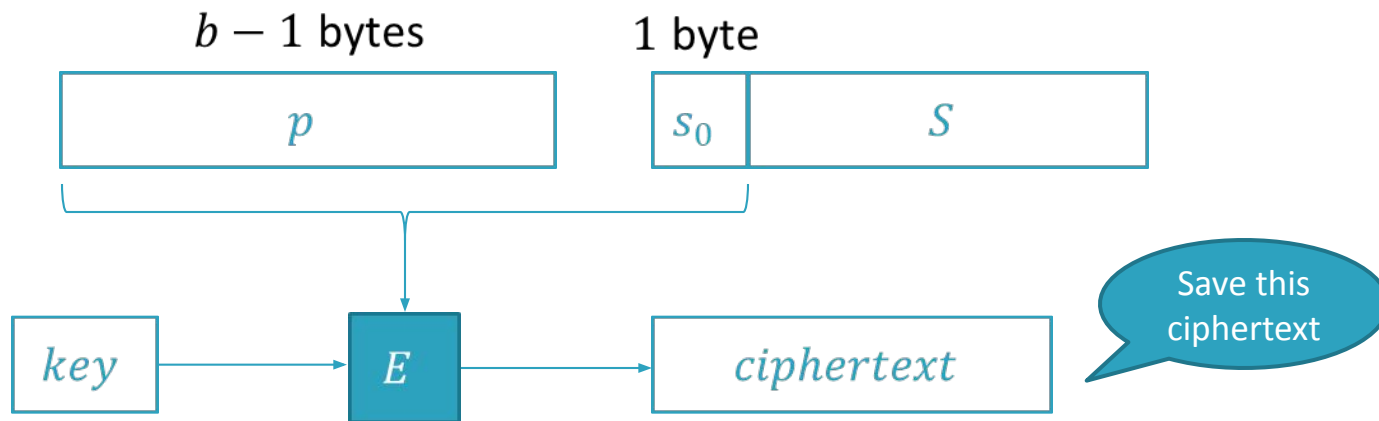 b − 1 bytes
1 byte
p
s₀
S
key
E
ciphertext
Save this
ciphertext